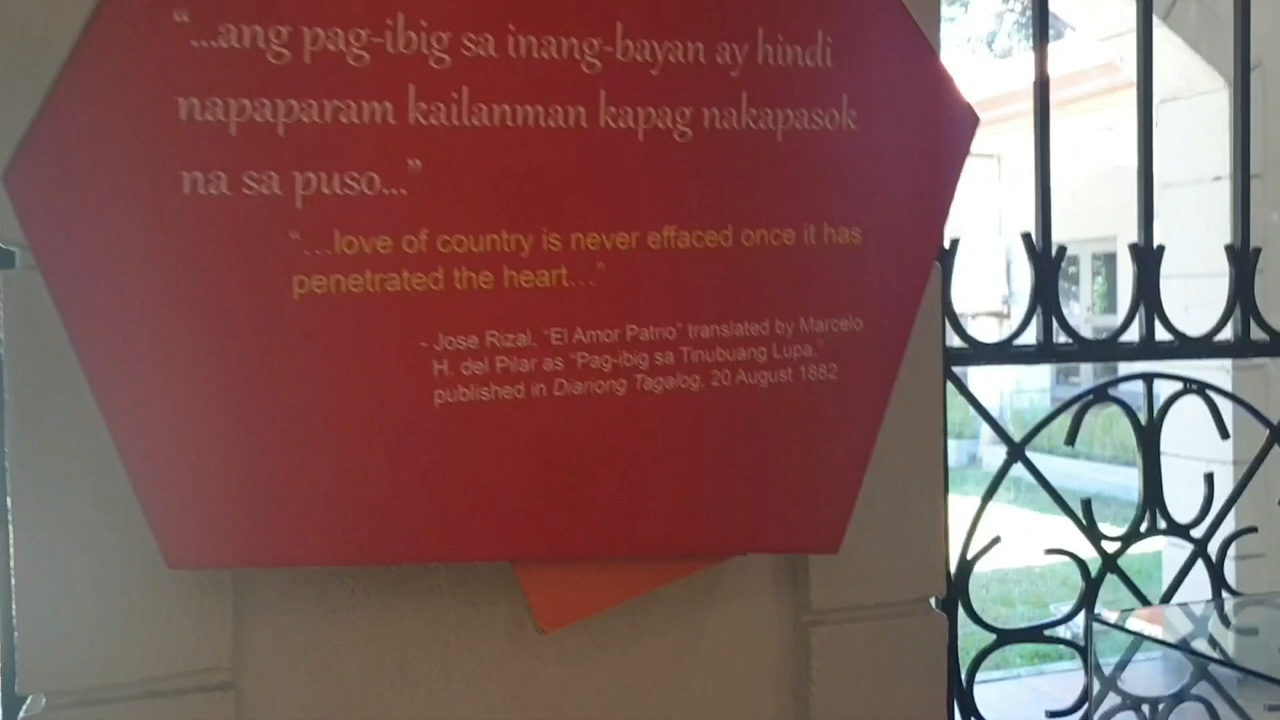 “...ang pag-ibig sa inang-bayan ay hindi
napaparam kailanman kapag nakapasok
na sa puso...”
“...love of country is never effaced once it has
penetrated the heart...”
- Jose Rizal, “El Amor Patrio” translated by Marcelo
H. del Pilar as “Pag-ibig sa Tinubuang Lupa,”
published in Diariong Tagalog, 20 August 1882